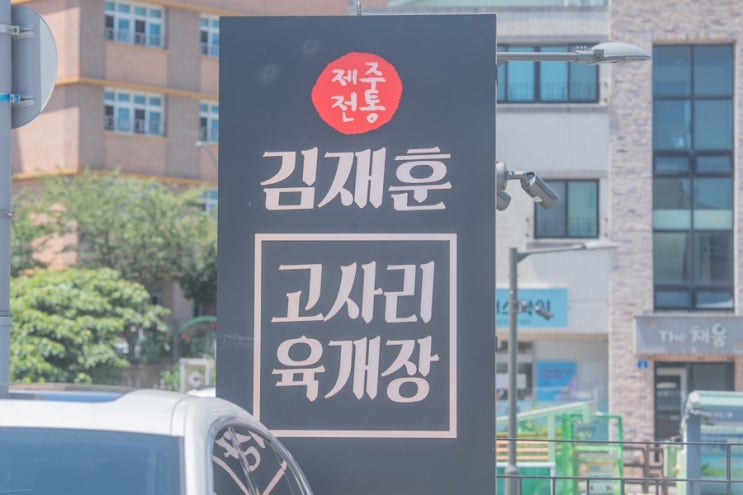 제주
전통
김재훈
고사리
육개장
The 채움